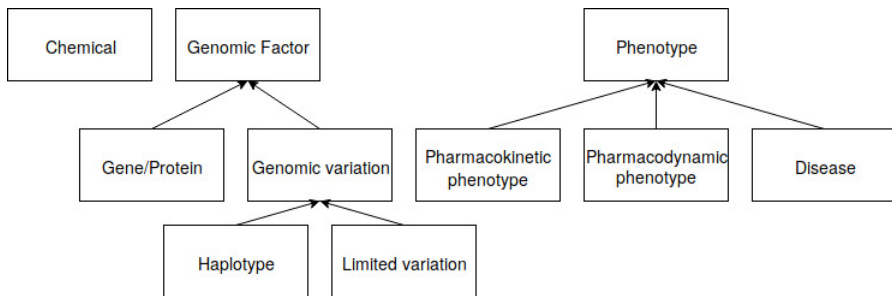 Chemical
Genomic Factor
Phenotype
Gene/Protein
Genomic variation
Pharmacokinetic
phenotype
Pharmacodynamic
phenotype
Disease
Haplotype
Limited variation